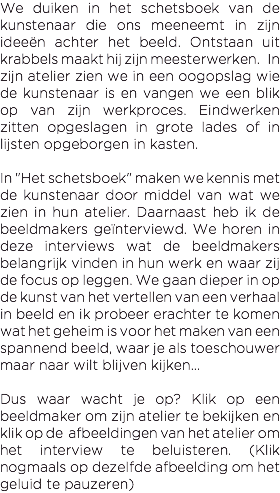 We duiken in het schetsboek van de
kunstenaar die ons meeneemt in zijn
ideeën achter het beeld. Ontstaan uit
krabbels maakt hij zijn meesterwerken. In
zijn atelier zien we in een oogopslag wie
de kunstenaar is en vangen we een blik
op van zijn werkproces. Eindwerken
zitten opgeslagen in grote lades of in
lijsten opgeborgen in kasten.

In "Het schetsboek" maken we kennis met
de kunstenaar door middel van wat we
zien in hun atelier. Daarnaast heb ik de
beeldmakers geïnterviewd. We horen in
deze interviews wat de beeldmakers
belangrijk vinden in hun werk en waar zij
de focus op leggen. We gaan dieper in op
de kunst van het vertellen van een verhaal
in beeld en ik probeer erachter te komen
wat het geheim is voor het maken van een
spannend beeld, waar je als toeschouwer
maar naar wilt blijven kijken...

Dus waar wacht je op? Klik op een
beeldmaker om zijn atelier te bekijken en
klik op de afbeeldingen van het atelier om
het interview te beluisteren. (Klik
nogmaals op dezelfde afbeelding om het
geluid te pauzeren)